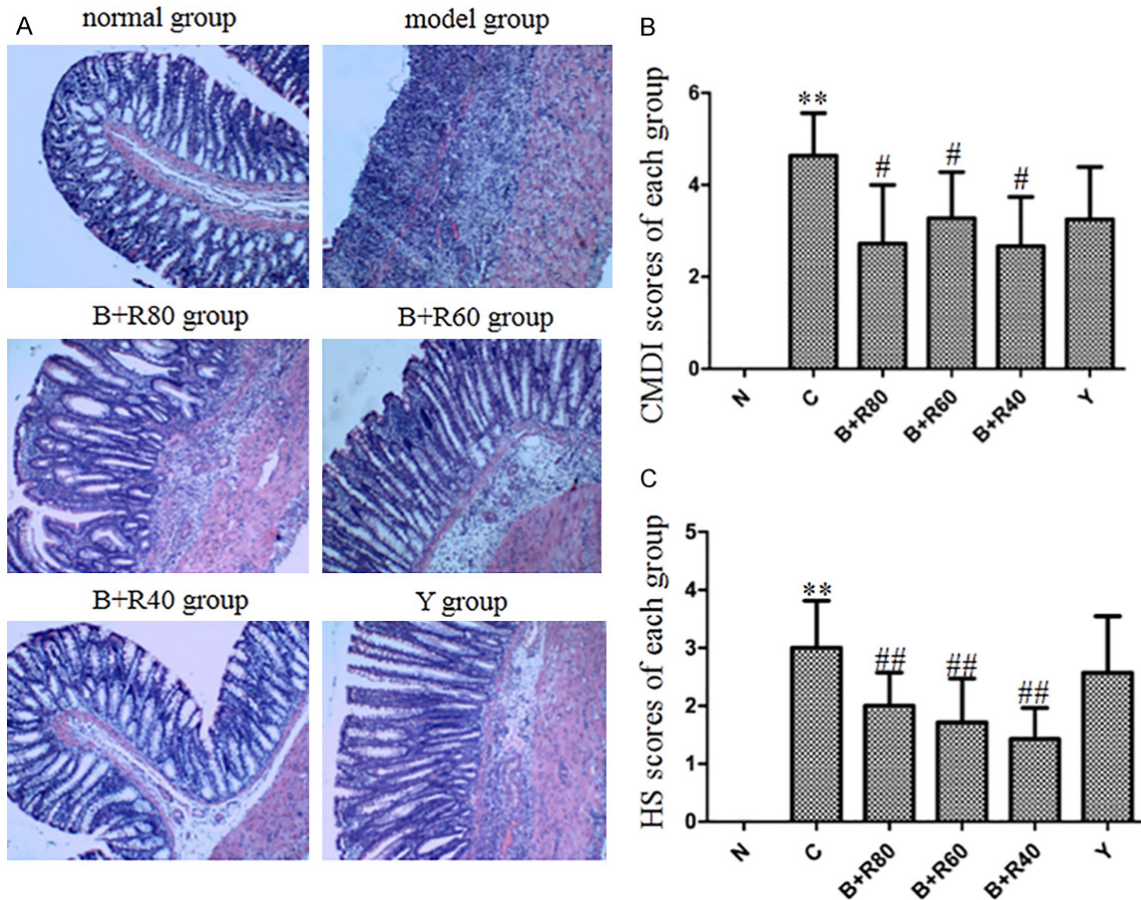 A
normal group
model group
B+R80 group
B+R60 group
B+R40 group
Y group
B
CMDI scores of each group
6
4
2
0
**
#
#
#
N
C
B+R80
B+R60
B+R40
Y
C
HS scores of each group
5
4
3
2
1
0
**
##
##
##
N
C
B+R80
B+R60
B+R40
Y